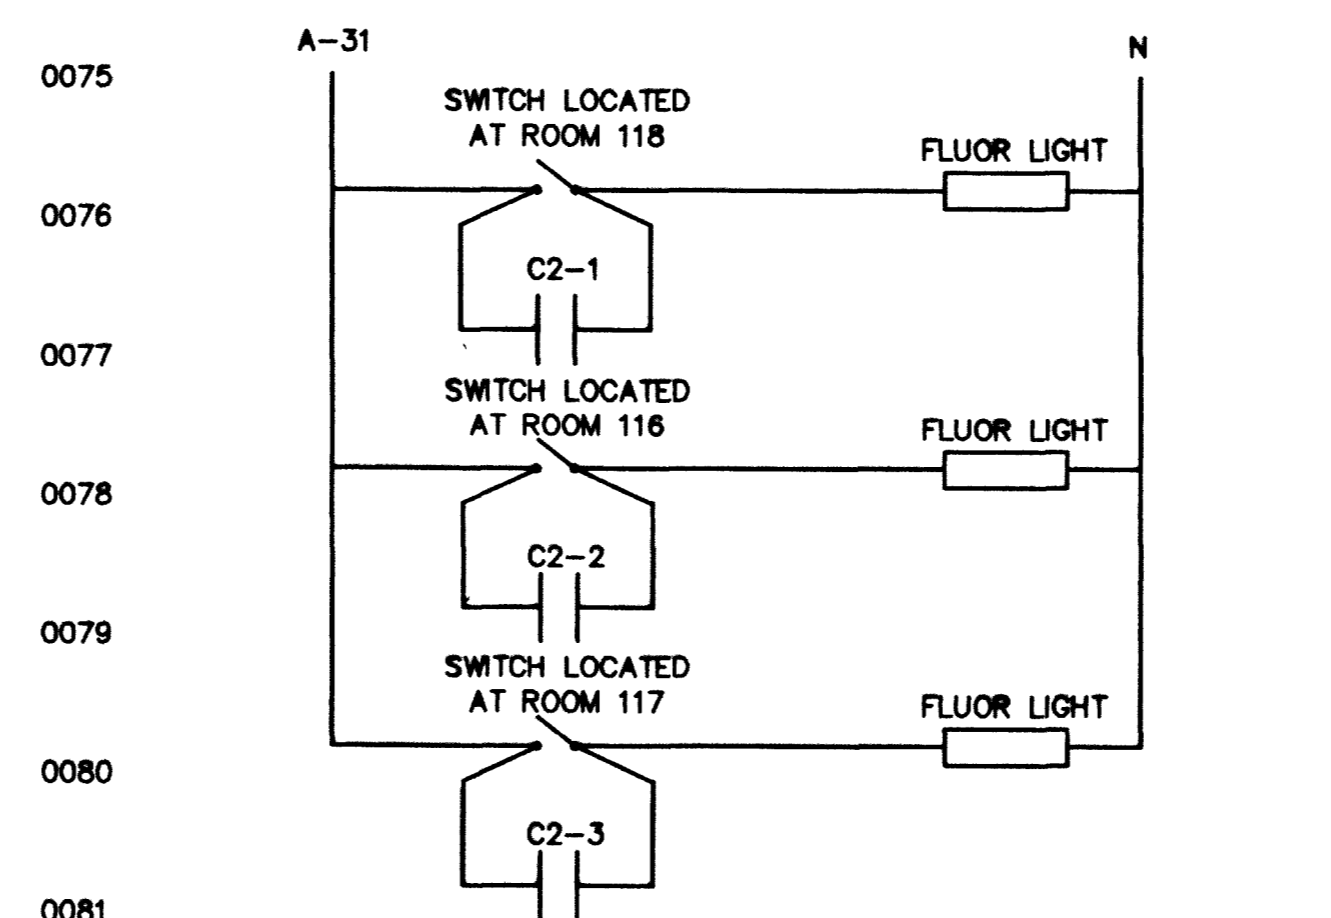 A-31
N
0075
SWITCH LOCATED
AT ROOM 118
FLUOR LIGHT
0076
C2-1
0077
SWITCH LOCATED
AT ROOM 116
FLUOR LIGHT
0078
C2-2
0079
SWITCH LOCATED
AT ROOM 117
FLUOR LIGHT
0080
C2-3
0081